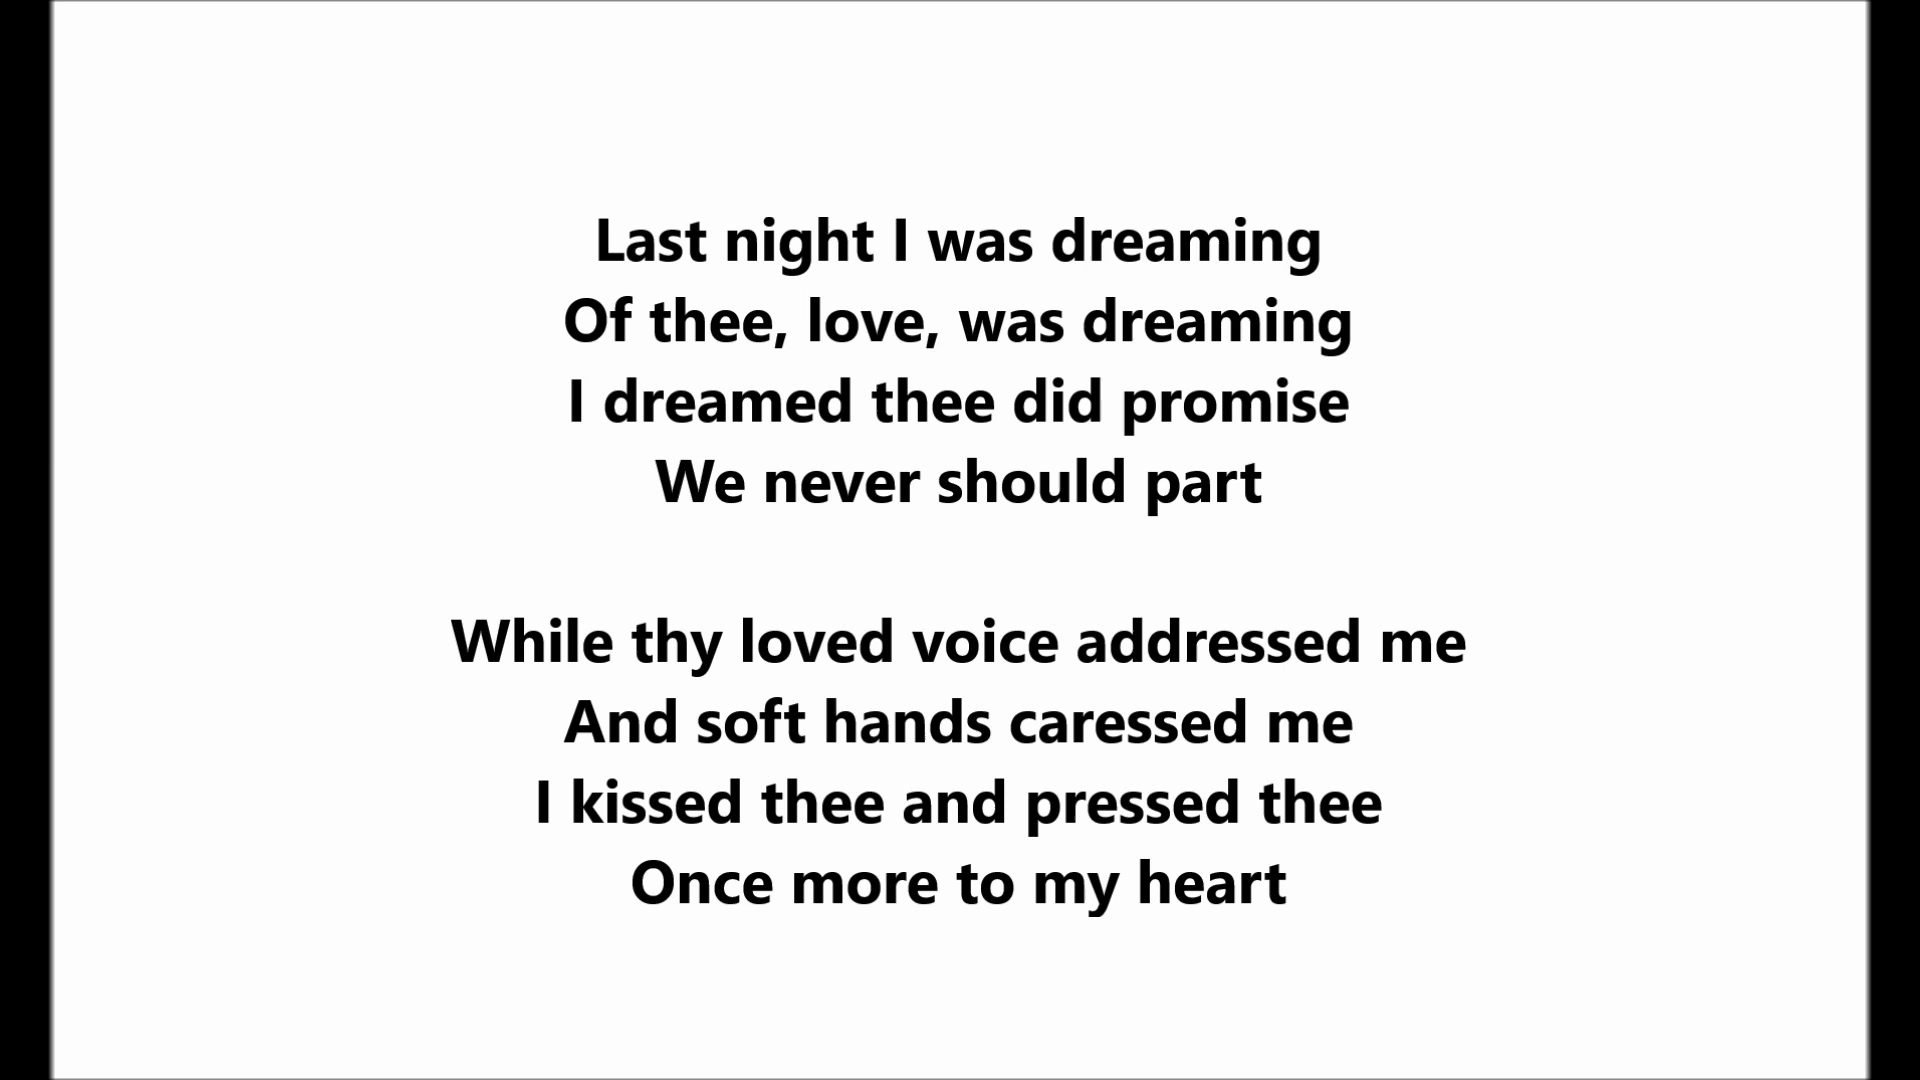 Last night I was dreaming
Of thee, love, was dreaming
I dreamed thee did promise
We never should part
While thy loved voice addressed me
And soft hands caressed me
I kissed thee and pressed thee
Once more to my heart